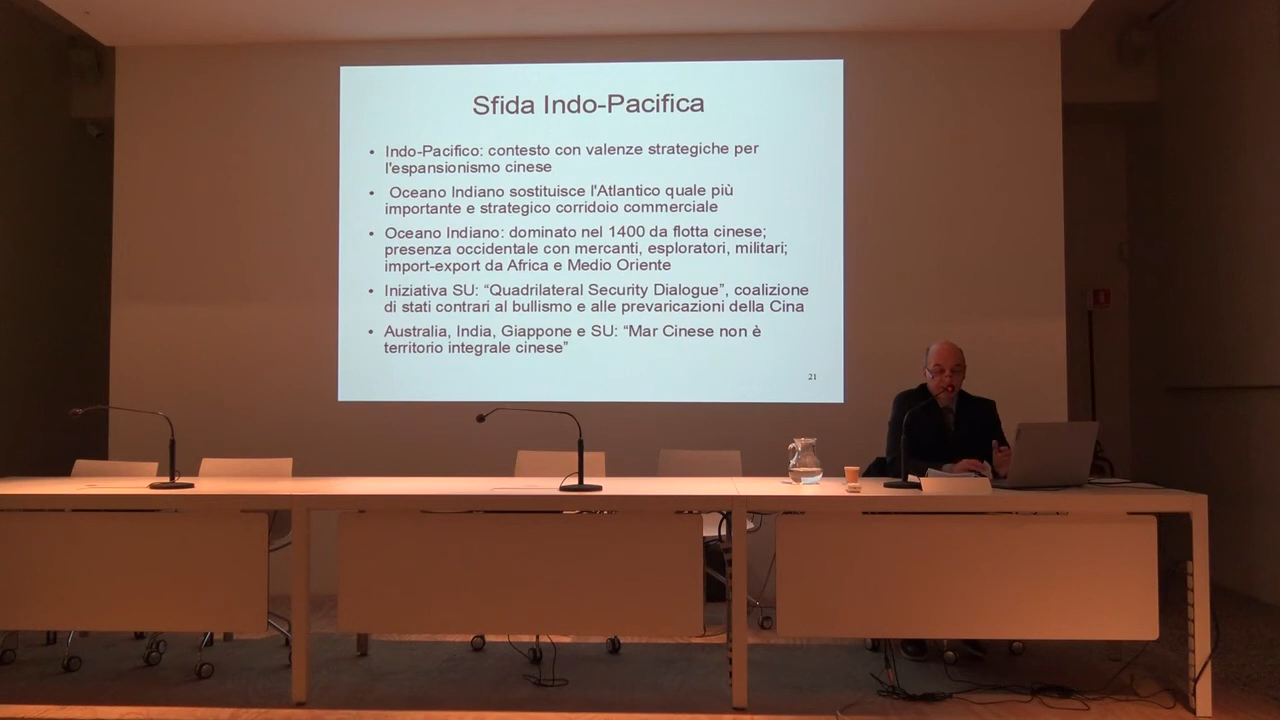 Sfida Indo-Pacifica
• Indo-Pacifico: contesto con valenze strategiche per
l'espansionismo cinese
• Oceano Indiano sostituisce l'Atlantico quale più
importante e strategico corridoio commerciale
• Oceano Indiano: dominato nel 1400 da flotta cinese;
presenza occidentale con mercanti, esploratori, militari;
import-export da Africa e Medio Oriente
• Iniziativa SU: “Quadrilateral Security Dialogue”, coalizione
di stati contrari al bullismo e alle prevaricazioni della Cina
• Australia, India, Giappone e SU: “Mar Cinese non è
territorio integrale cinese”
21